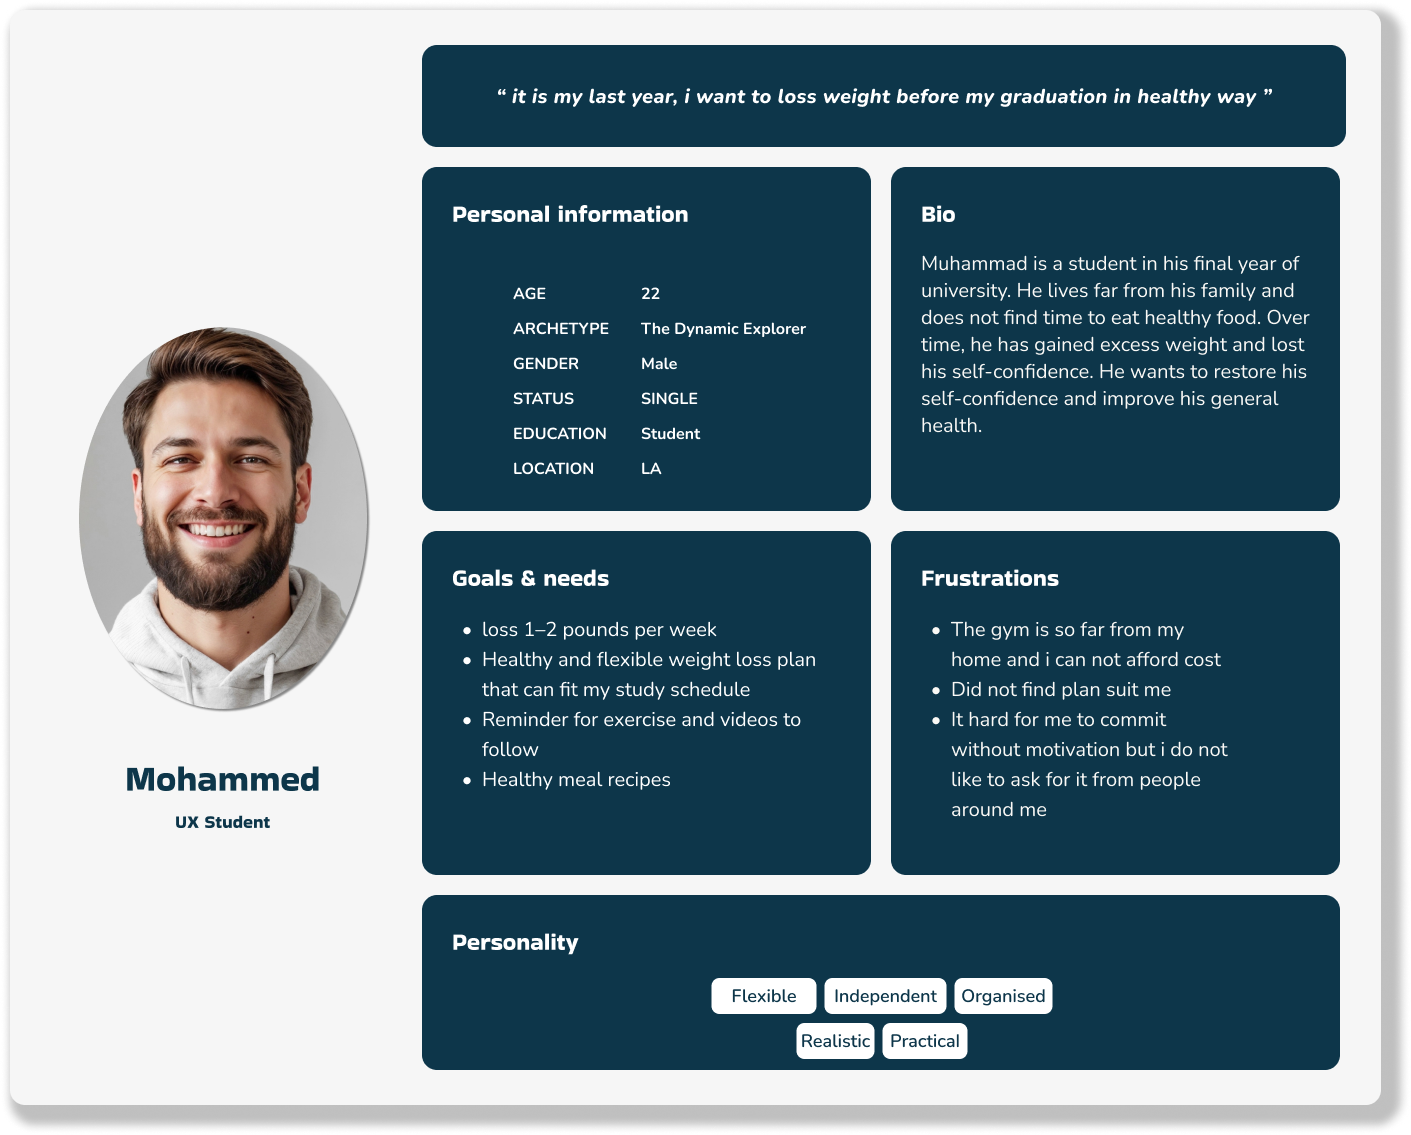 “ it is my last year, i want to loss weight before my graduation in healthy way ”
Personal information
AGE 22
ARCHETYPE The Dynamic Explorer
GENDER Male
STATUS SINGLE
EDUCATION Student
LOCATION LA
Bio
Muhammad is a student in his final year of
university. He lives far from his family and
does not find time to eat healthy food. Over
time, he has gained excess weight and lost
his self-confidence. He wants to restore his
self-confidence and improve his general
health.
Mohammed
UX Student
Goals & needs
• loss 1–2 pounds per week
• Healthy and flexible weight loss plan
that can fit my study schedule
• Reminder for exercise and videos to
follow
• Healthy meal recipes
Frustrations
• The gym is so far from my
home and i can not afford cost
• Did not find plan suit me
• It hard for me to commit
without motivation but i do not
like to ask for it from people
around me
Personality
Flexible Independent Organised
Realistic Practical